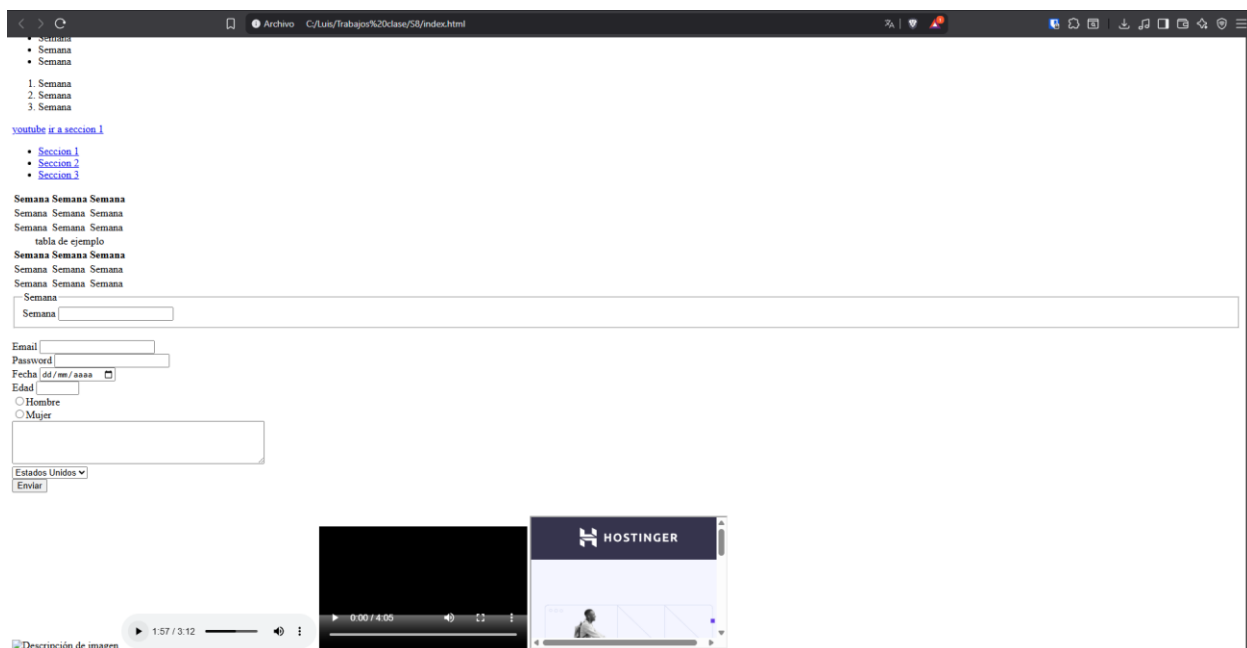 Archivo C:/Luis/Trabajos%20clase/S8/index.html
Semana
Semana
Semana
1. Semana
2. Semana
3. Semana
youtube ir a seccion 1
Seccion 1
Seccion 2
Seccion 3
Semana Semana Semana
Semana Semana Semana
Semana Semana Semana
tabla de ejemplo
Semana Semana Semana
Semana Semana Semana
Semana Semana Semana
Semana
Semana
Email
Password
Fecha dd/mm/aaaa
Edad
Hombre
Mujer
Estados Unidos
Enviar
HOSTINGER
0:00 / 4:05
1:57 / 3:12
Descripción de imagen